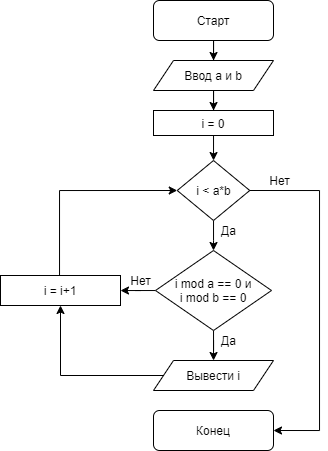 Старт
Ввод a и b
i = 0
i < a*b
Нет
Да
i mod a == 0 и
i mod b == 0
Нет
i = i+1
Да
Вывести i
Конец